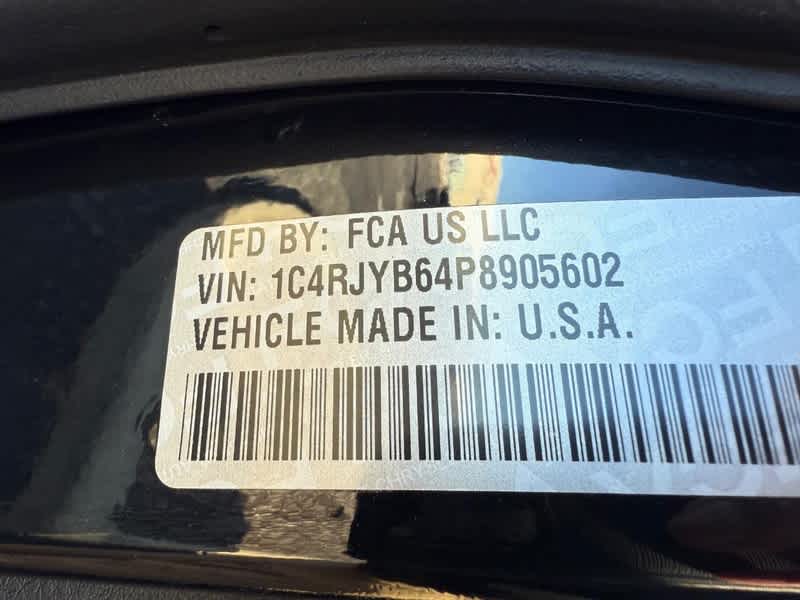 MFD BY: FCA US LLC
VIN: 1C4RJYB64P8905602
VEHICLE MADE IN: U.S.A.